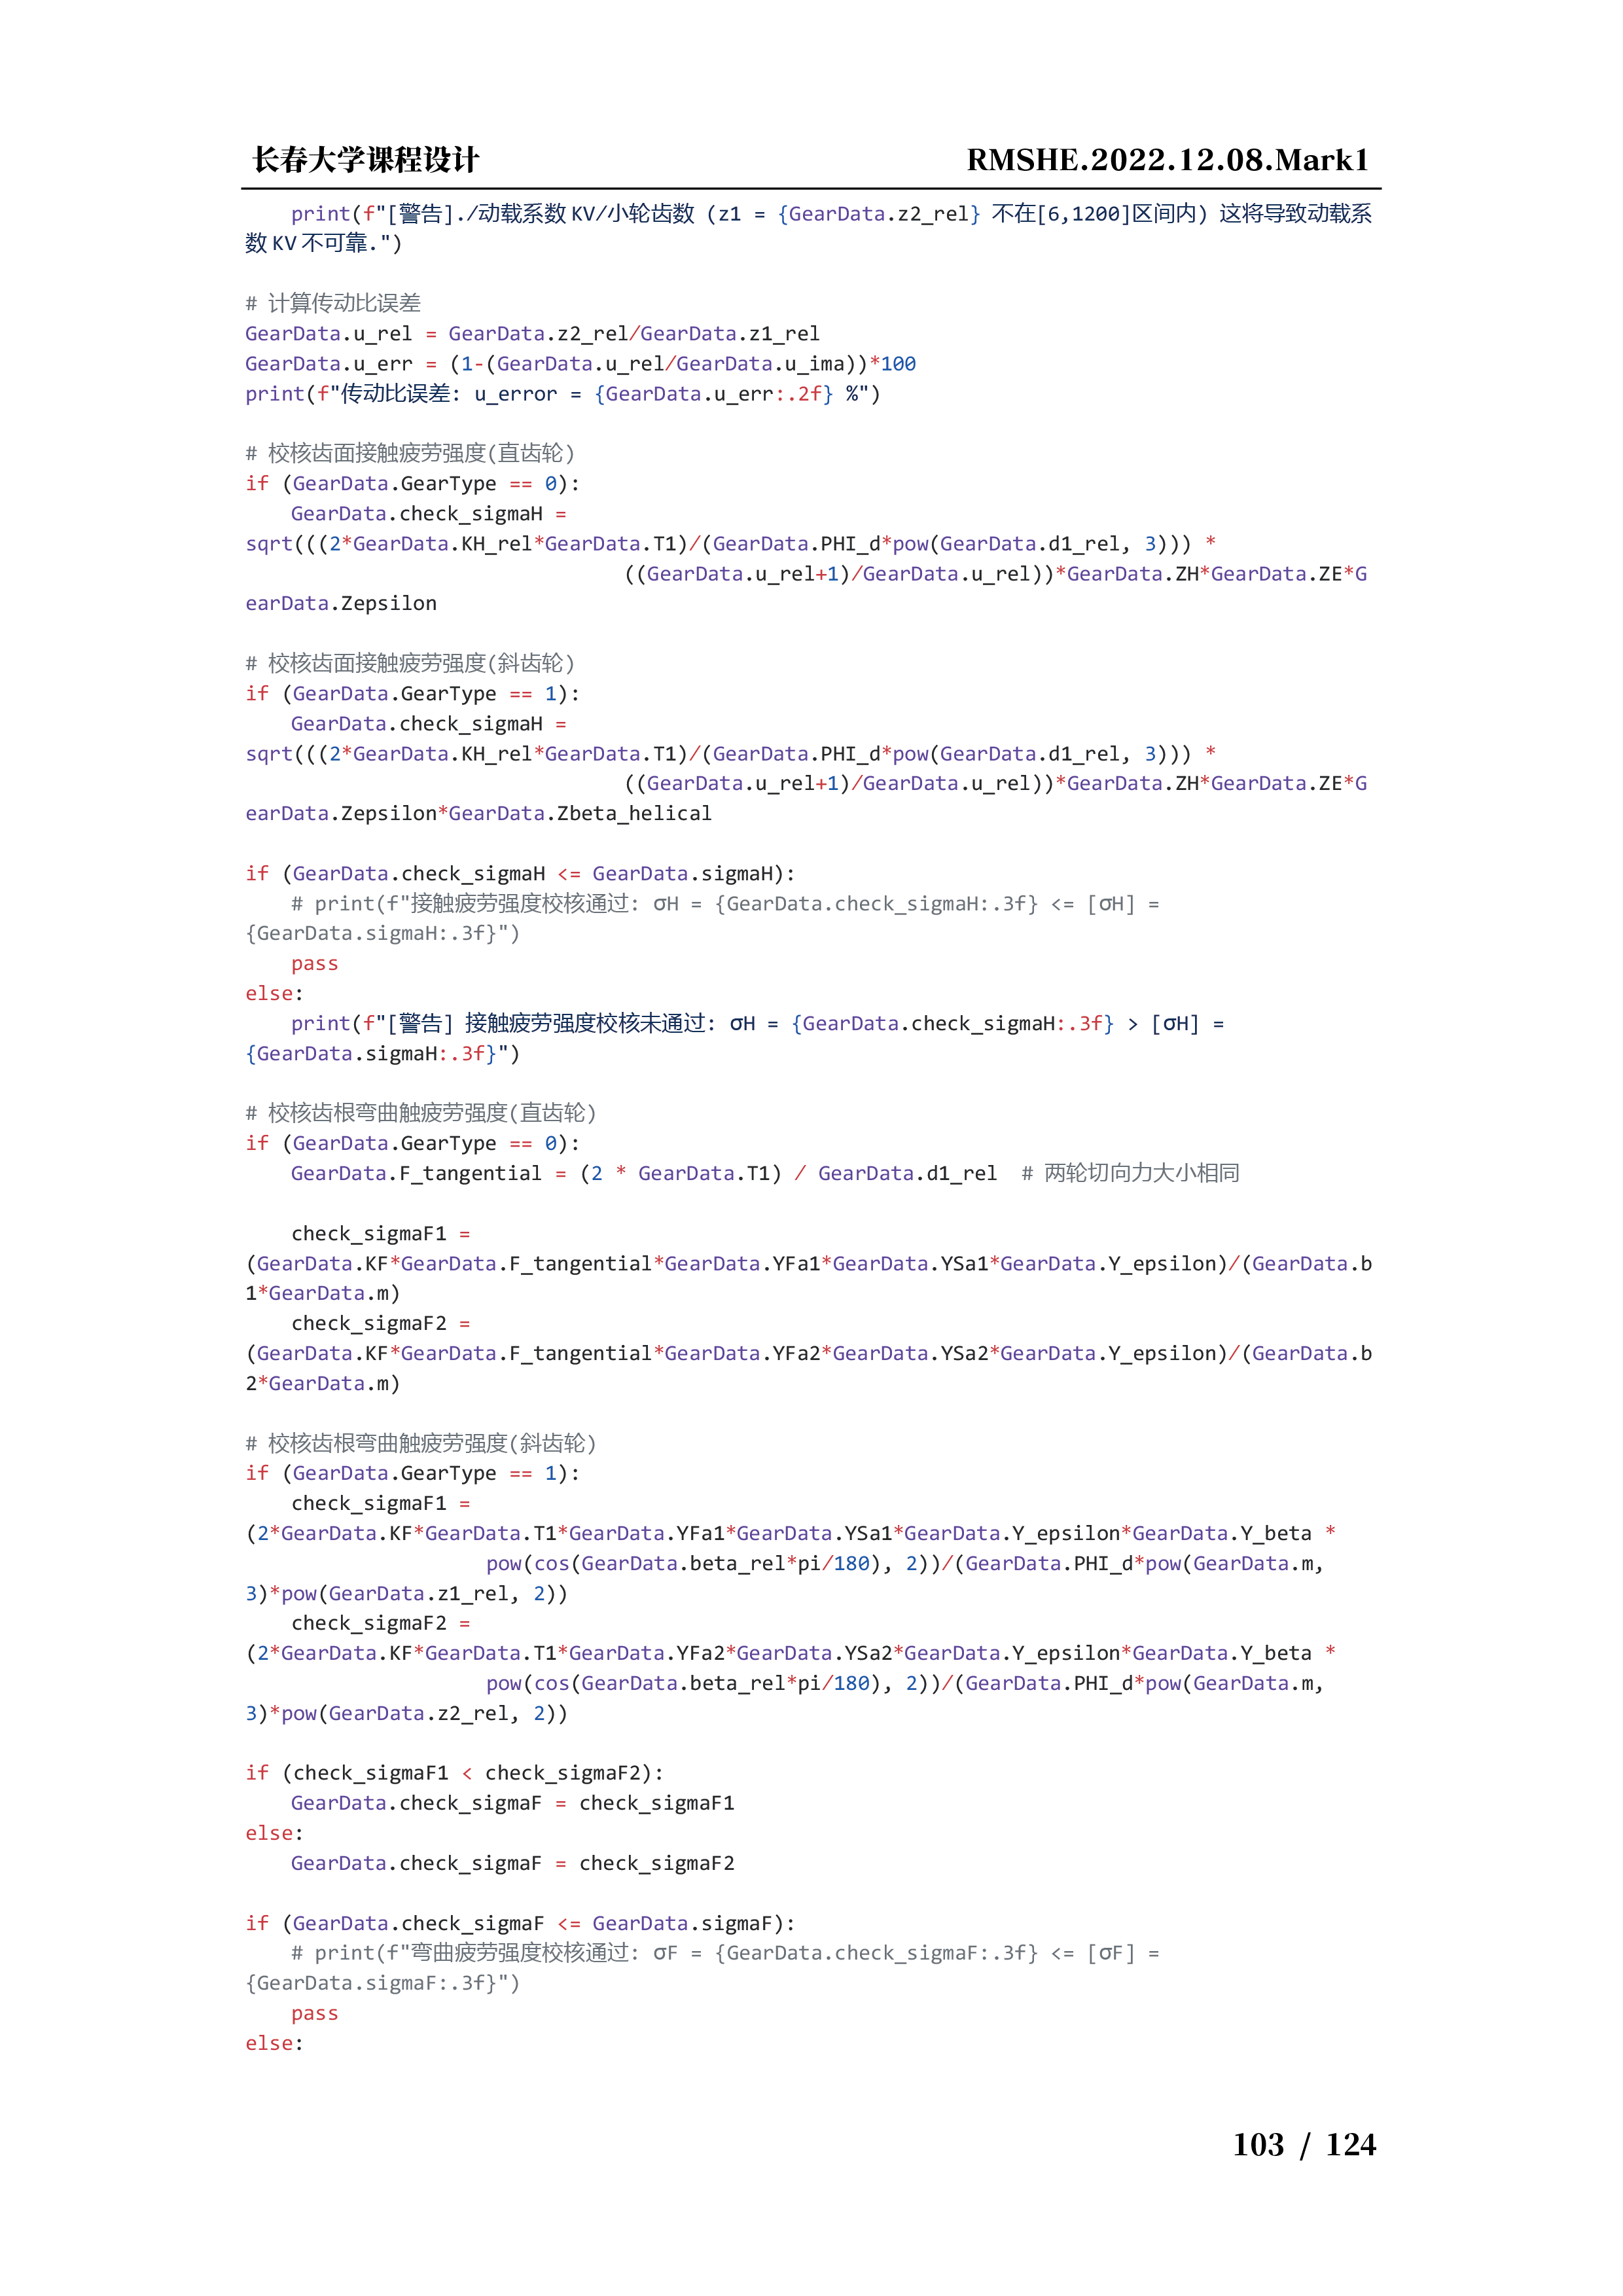 长春大学课程设计 RMSHE.2022.12.08.Mark1
    print(f"[警告]./动载系数 KV/小轮齿数 (z1 = {GearData.z2_rel} 不在[6,1200]区间内) 这将导致动载系
数 KV 不可靠.")

# 计算传动比误差
GearData.u_rel = GearData.z2_rel/GearData.z1_rel
GearData.u_err = (1-(GearData.u_rel/GearData.u_ima))*100
print(f"传动比误差: u_error = {GearData.u_err:.2f} %")

# 校核齿面接触疲劳强度(直齿轮)
if (GearData.GearType == 0):
    GearData.check_sigmaH =
sqrt(((2*GearData.KH_rel*GearData.T1)/(GearData.PHI_d*pow(GearData.d1_rel, 3))) *
                                ((GearData.u_rel+1)/GearData.u_rel))*GearData.ZH*GearData.ZE*G
earData.Zepsilon

# 校核齿面接触疲劳强度(斜齿轮)
if (GearData.GearType == 1):
    GearData.check_sigmaH =
sqrt(((2*GearData.KH_rel*GearData.T1)/(GearData.PHI_d*pow(GearData.d1_rel, 3))) *
                                ((GearData.u_rel+1)/GearData.u_rel))*GearData.ZH*GearData.ZE*G
earData.Zepsilon*GearData.Zbeta_helical

if (GearData.check_sigmaH <= GearData.sigmaH):
    # print(f"接触疲劳强度校核通过: σH = {GearData.check_sigmaH:.3f} <= [σH] =
{GearData.sigmaH:.3f}")
    pass
else:
    print(f"[警告] 接触疲劳强度校核未通过: σH = {GearData.check_sigmaH:.3f} > [σH] =
{GearData.sigmaH:.3f}")

# 校核齿根弯曲触疲劳强度(直齿轮)
if (GearData.GearType == 0):
    GearData.F_tangential = (2 * GearData.T1) / GearData.d1_rel  # 两轮切向力大小相同

    check_sigmaF1 =
(GearData.KF*GearData.F_tangential*GearData.YFa1*GearData.YSa1*GearData.Y_epsilon)/(GearData.b
1*GearData.m)
    check_sigmaF2 =
(GearData.KF*GearData.F_tangential*GearData.YFa2*GearData.YSa2*GearData.Y_epsilon)/(GearData.b
2*GearData.m)

# 校核齿根弯曲触疲劳强度(斜齿轮)
if (GearData.GearType == 1):
    check_sigmaF1 =
(2*GearData.KF*GearData.T1*GearData.YFa1*GearData.YSa1*GearData.Y_epsilon*GearData.Y_beta *
                    pow(cos(GearData.beta_rel*pi/180), 2))/(GearData.PHI_d*pow(GearData.m,
3)*pow(GearData.z1_rel, 2))
    check_sigmaF2 =
(2*GearData.KF*GearData.T1*GearData.YFa2*GearData.YSa2*GearData.Y_epsilon*GearData.Y_beta *
                    pow(cos(GearData.beta_rel*pi/180), 2))/(GearData.PHI_d*pow(GearData.m,
3)*pow(GearData.z2_rel, 2))

if (check_sigmaF1 < check_sigmaF2):
    GearData.check_sigmaF = check_sigmaF1
else:
    GearData.check_sigmaF = check_sigmaF2

if (GearData.check_sigmaF <= GearData.sigmaF):
    # print(f"弯曲疲劳强度校核通过: σF = {GearData.check_sigmaF:.3f} <= [σF] =
{GearData.sigmaF:.3f}")
    pass
else:
103 / 124